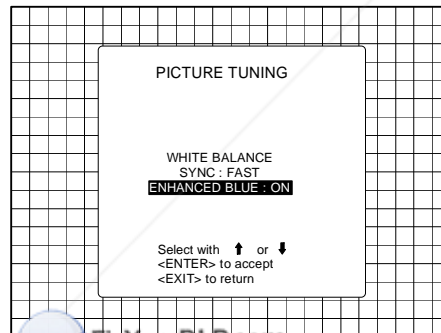 PICTURE TUNING
WHITE BALANCE
SYNC : FAST
ENHANCED BLUE : ON
Select with ⬆ or ⬇
<ENTER> to accept
<EXIT> to return